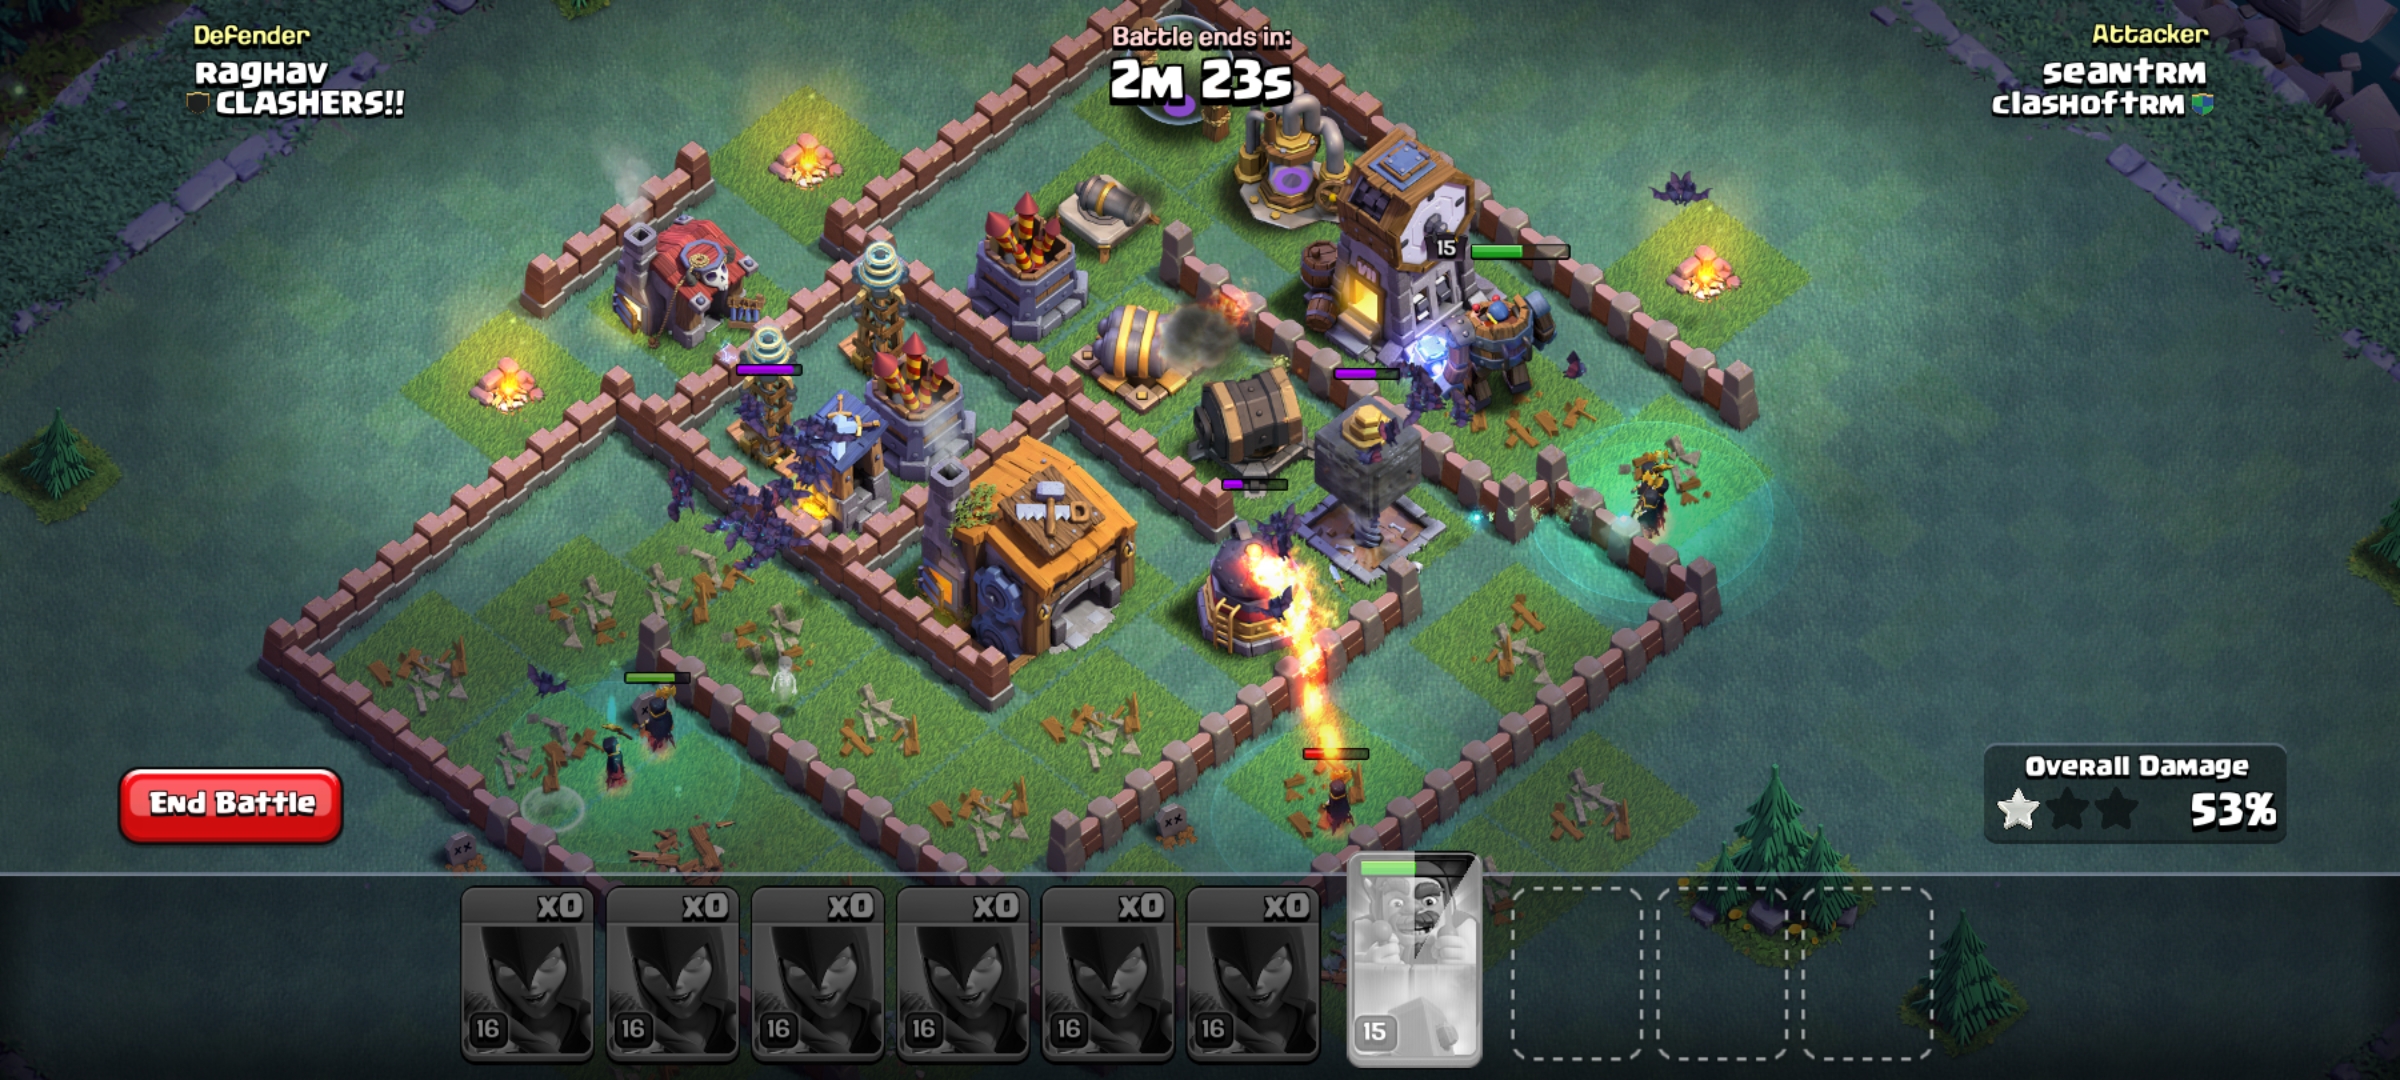 Defender
Raghav
CLASHERS!!
Battle ends in:
2M 23s
Attacker
seantRM
clashoftRM
15
VII
End Battle
Overall Damage
53%
x0
x0
x0
x0
x0
x0
16
16
16
16
16
16
15